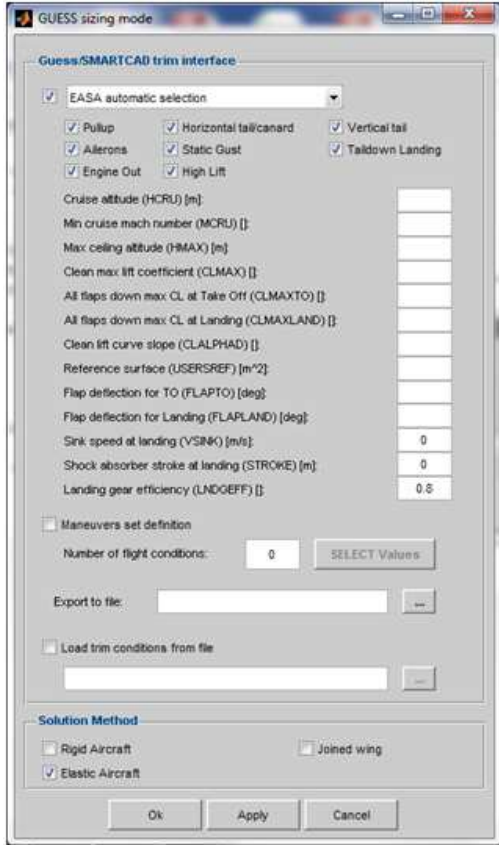 GUESS sizing mode
Guess/SMARTCAD trim interface
EASA automatic selection
Pullup Horizontal tail/canard Vertical tail
Ailerons Static Gust Taildown Landing
Engine Out High Lift
Cruise altitude (HCRU) [m]:
Min cruise mach number (MCRU) []:
Max ceiling altitude (HMAX) [m]:
Clean max lift coefficient (CLMAX) []:
All flaps down max CL at Take Off (CLMAXTO) []:
All flaps down max CL at Landing (CLMAXLAND) []:
Clean lift curve slope (CLALPHAD) []:
Reference surface (USERSREF) [m^2]:
Flap deflection for TO (FLAPTO) [deg]:
Flap deflection for Landing (FLAPLAND) [deg]:
Sink speed at landing (VSINK) [m/s]: 0
Shock absorber stroke at landing (STROKE) [m]: 0
Landing gear efficiency (LNDGEFF) []: 0.8
Maneuvers set definition
Number of flight conditions: 0 SELECT Values
Export to file: ...
Load trim conditions from file
...
Solution Method
Rigid Aircraft Joined wing
Elastic Aircraft
Ok Apply Cancel